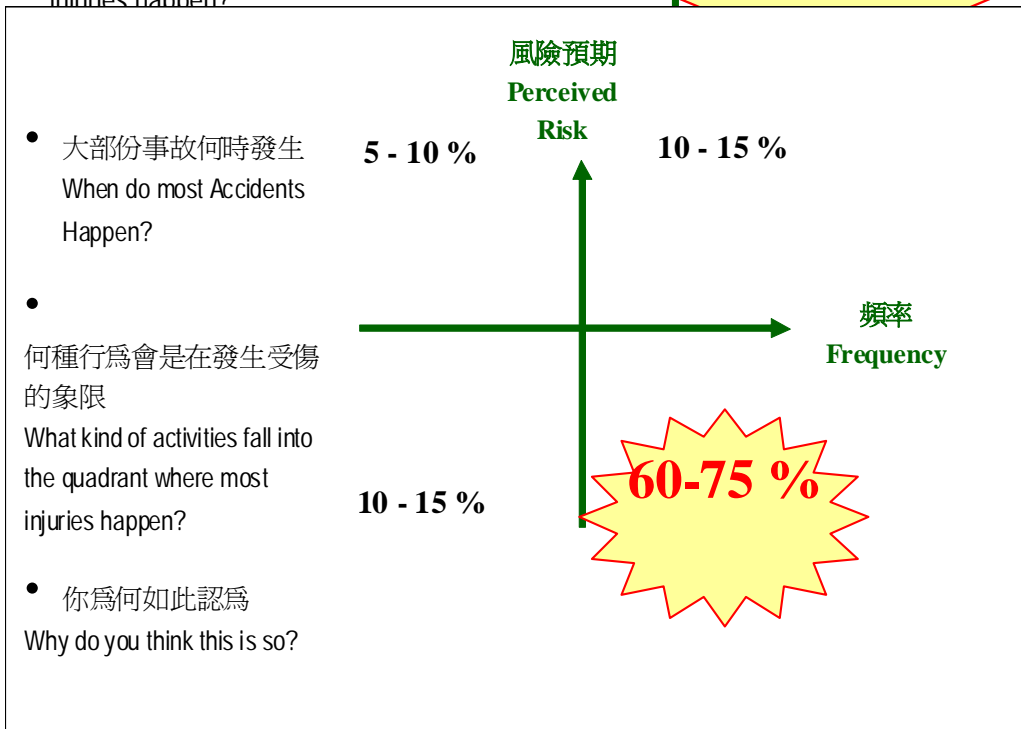 injuries happen?
風險預期
Perceived
Risk
• 大部份事故何時發生
When do most Accidents
Happen?
5 - 10 %
10 - 15 %
•
何種行爲會是在發生受傷
的象限
What kind of activities fall into
the quadrant where most
injuries happen?
頻率
Frequency
10 - 15 %
60-75 %
• 你爲何如此認爲
Why do you think this is so?